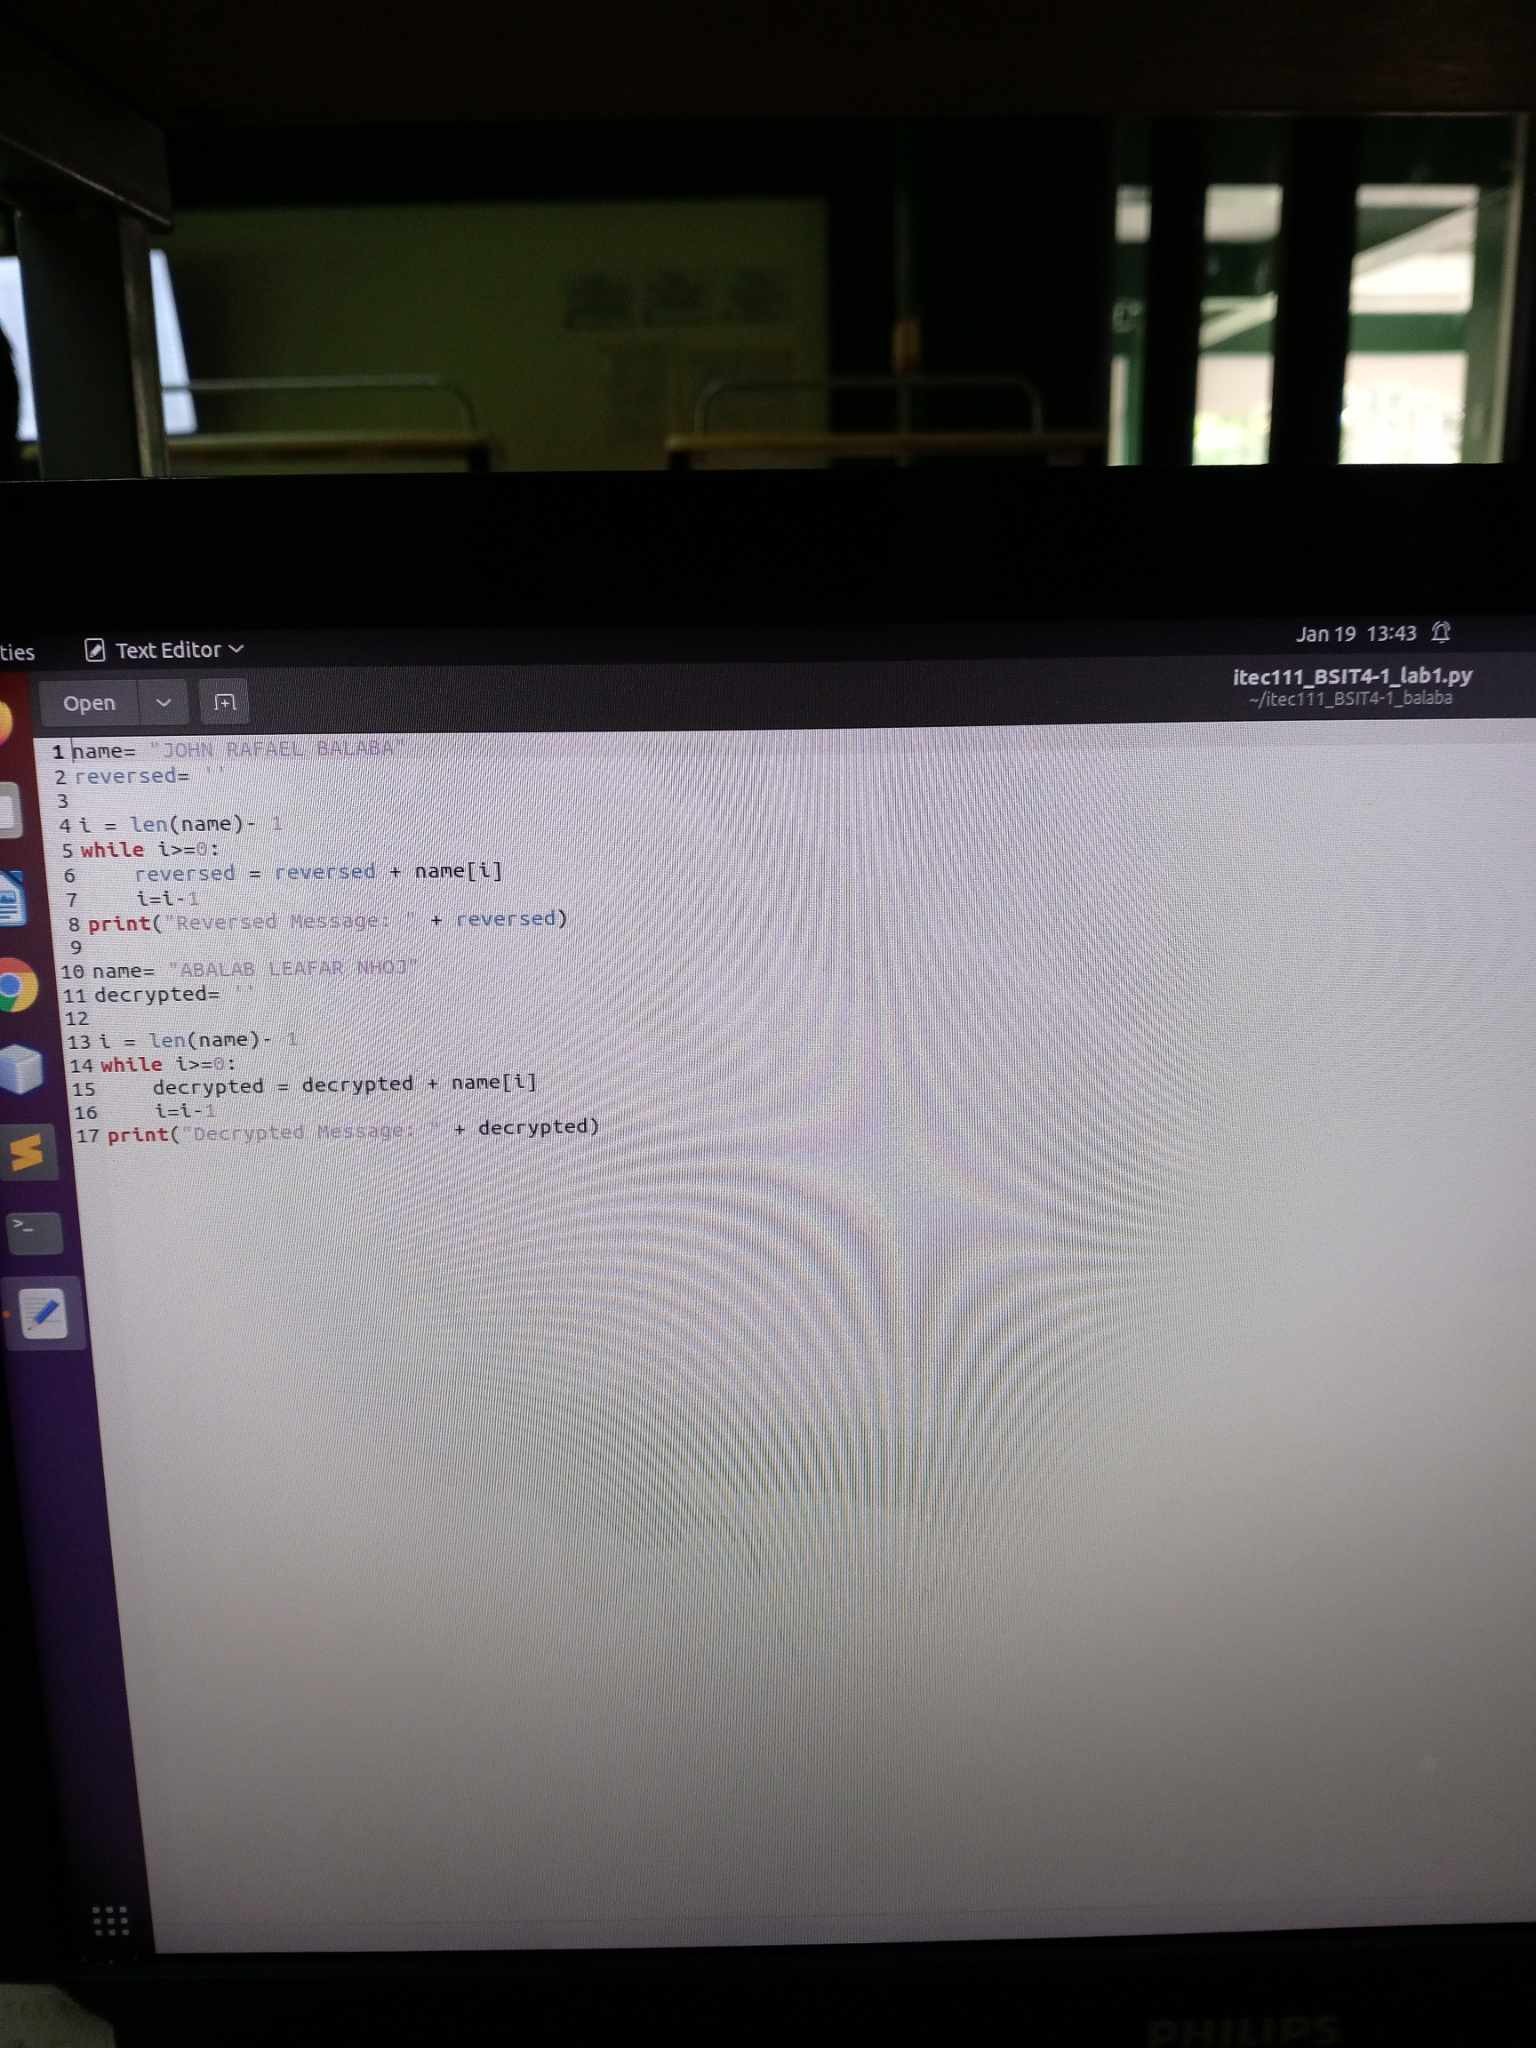 ties
Text Editor
Jan 19 13:43
Open
itec111_BSIT4-1_lab1.py
~/itec111_BSIT4-1_balaba
1 name= "JOHN RAFAEL BALABA"
2 reversed= ''
3
4 i = len(name)- 1
5 while i>=0:
6     reversed = reversed + name[i]
7     i=i-1
8 print("Reversed Message: " + reversed)
9
10 name= "ABALAB LEAFAR NHOJ"
11 decrypted= ''
12
13 i = len(name)- 1
14 while i>=0:
15     decrypted = decrypted + name[i]
16     i=i-1
17 print("Decrypted Message: " + decrypted)
PHILIPS